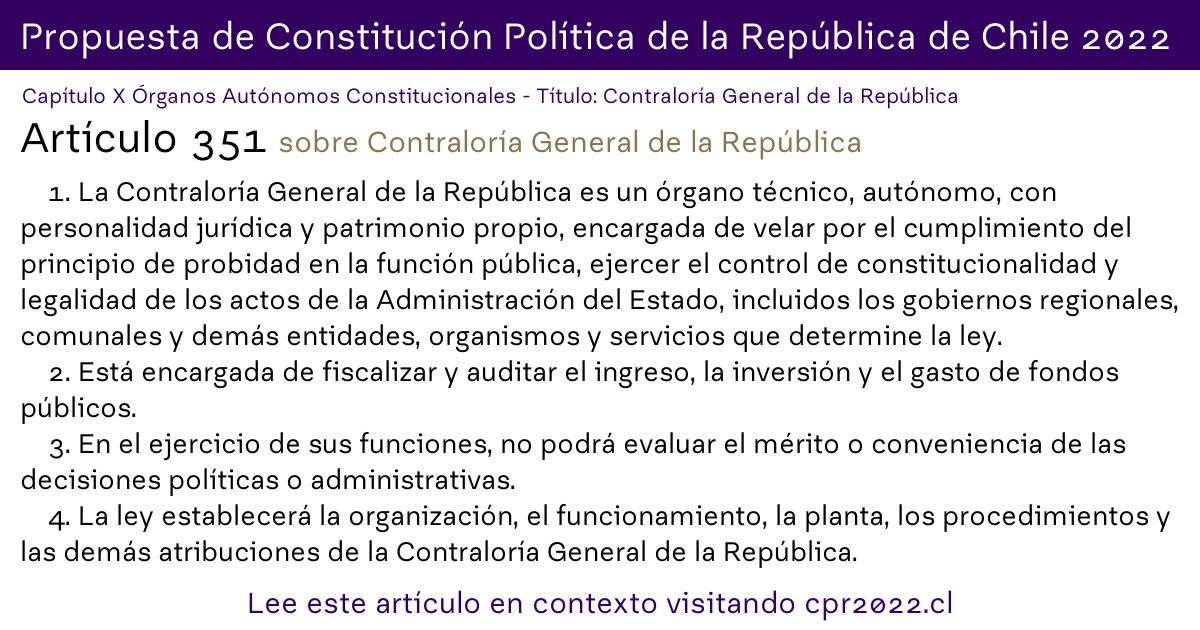 Propuesta de Constitución Política de la República de Chile 2022
Capítulo X Órganos Autónomos Constitucionales - Título: Contraloría General de la República
Artículo 351 sobre Contraloría General de la República
1. La Contraloría General de la República es un órgano técnico, autónomo, con
personalidad jurídica y patrimonio propio, encargada de velar por el cumplimiento del
principio de probidad en la función pública, ejercer el control de constitucionalidad y
legalidad de los actos de la Administración del Estado, incluidos los gobiernos regionales,
comunales y demás entidades, organismos y servicios que determine la ley.
2. Está encargada de fiscalizar y auditar el ingreso, la inversión y el gasto de fondos
públicos.
3. En el ejercicio de sus funciones, no podrá evaluar el mérito o conveniencia de las
decisiones políticas o administrativas.
4. La ley establecerá la organización, el funcionamiento, la planta, los procedimientos y
las demás atribuciones de la Contraloría General de la República.
Lee este artículo en contexto visitando cpr2022.cl